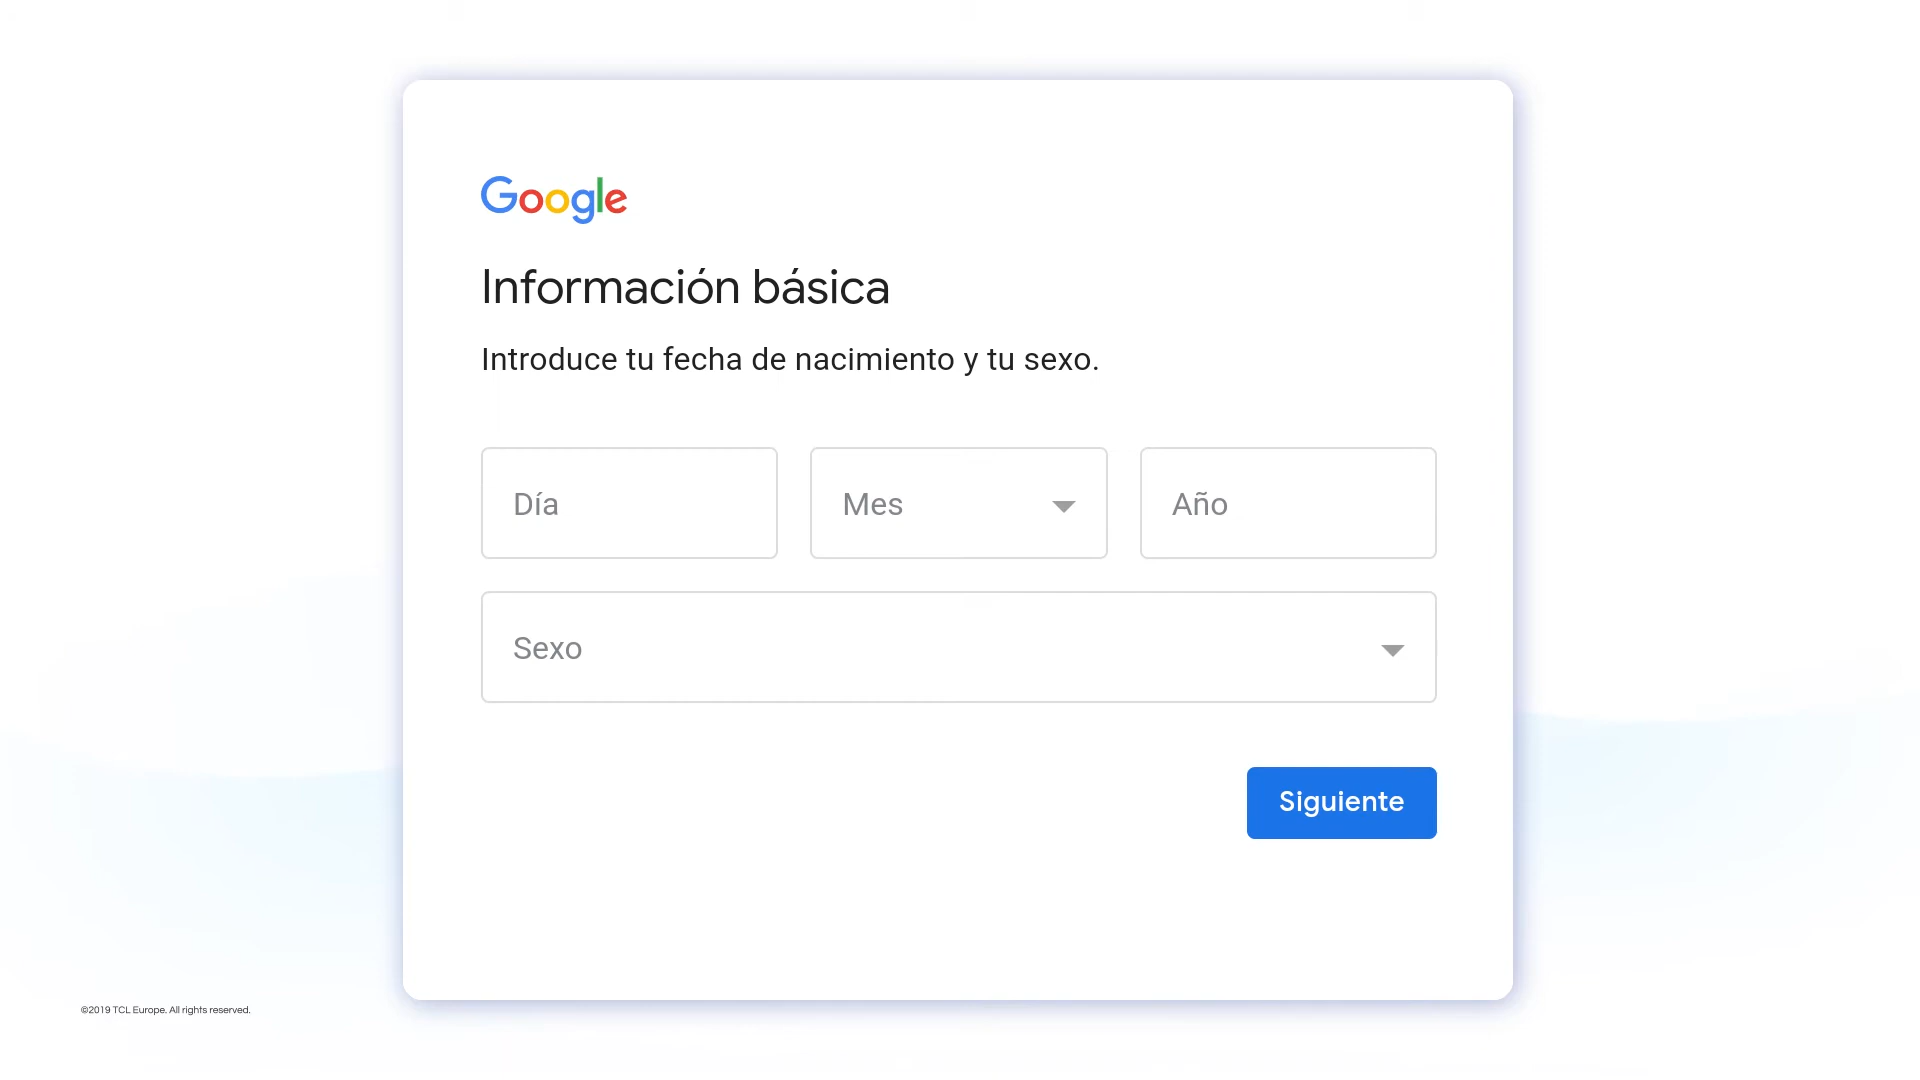 Google
Información básica
Introduce tu fecha de nacimiento y tu sexo.
Día Mes Año
Sexo
Siguiente
©2019 TCL Europe. All rights reserved.